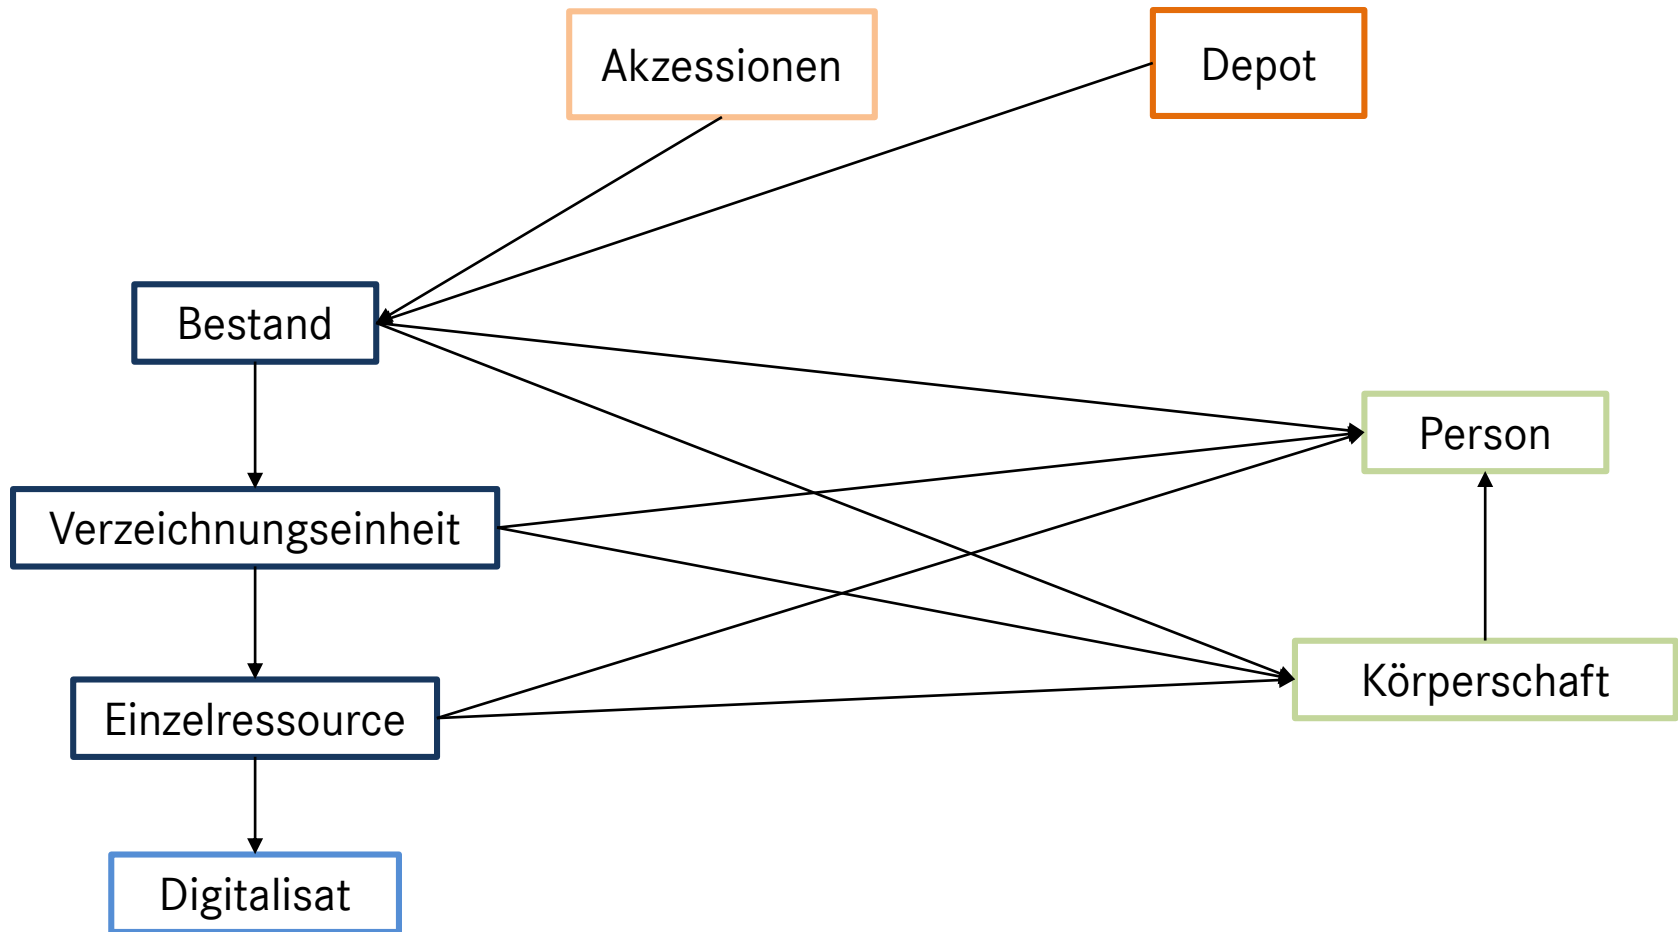 Akzessionen
Depot
Bestand
Person
Verzeichnungseinheit
Körperschaft
Einzelressource
Digitalisat